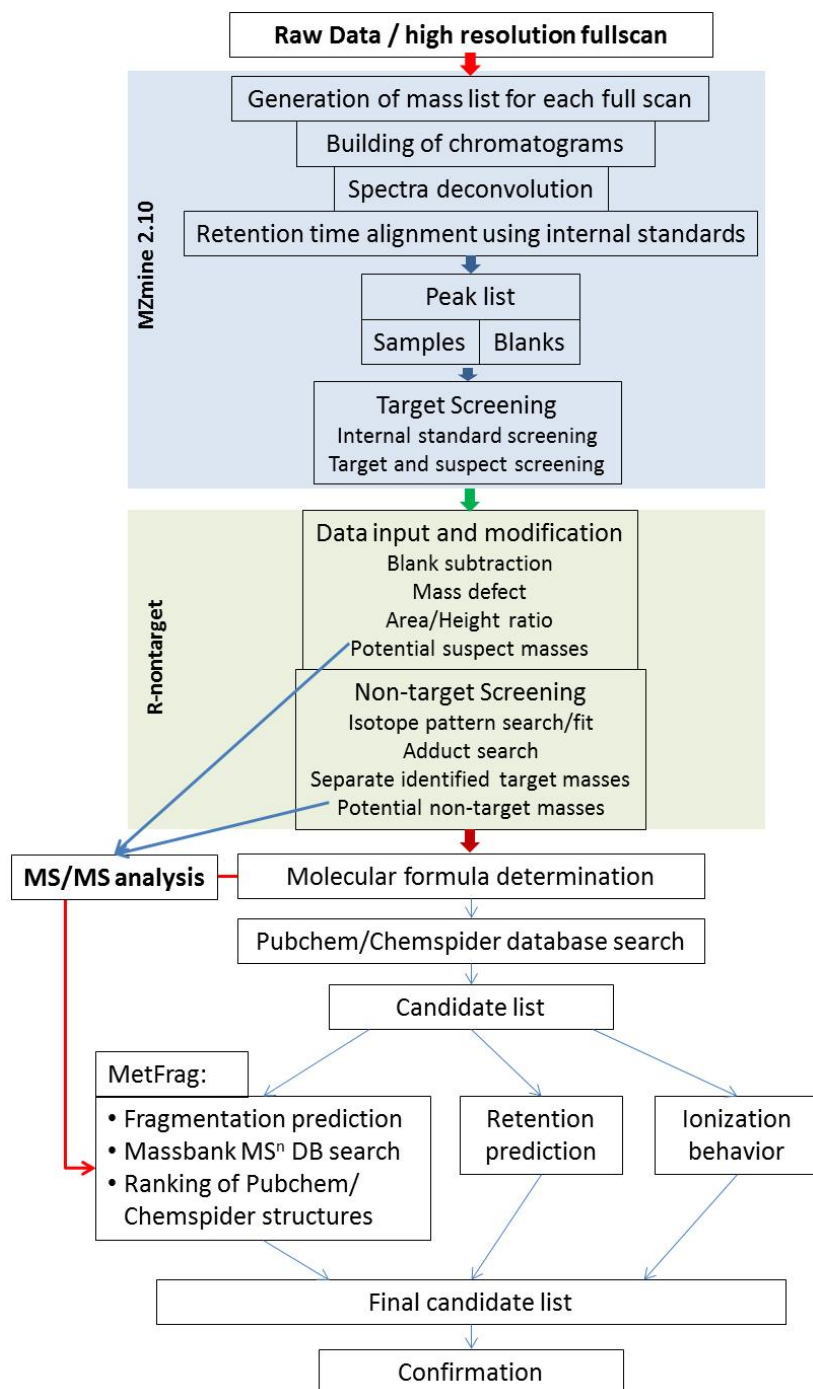 Raw Data / high resolution fullscan
MZmine 2.10
Generation of mass list for each full scan
Building of chromatograms
Spectra deconvolution
Retention time alignment using internal standards
Peak list
Samples
Blanks
Target Screening
Internal standard screening
Target and suspect screening
R-nontarget
Data input and modification
Blank subtraction
Mass defect
Area/Height ratio
Potential suspect masses
Non-target Screening
Isotope pattern search/fit
Adduct search
Separate identified target masses
Potential non-target masses
MS/MS analysis
Molecular formula determination
Pubchem/Chemspider database search
Candidate list
MetFrag:
• Fragmentation prediction
• Massbank MSⁿ DB search
• Ranking of Pubchem/
Chemspider structures
Retention
prediction
Ionization
behavior
Final candidate list
Confirmation